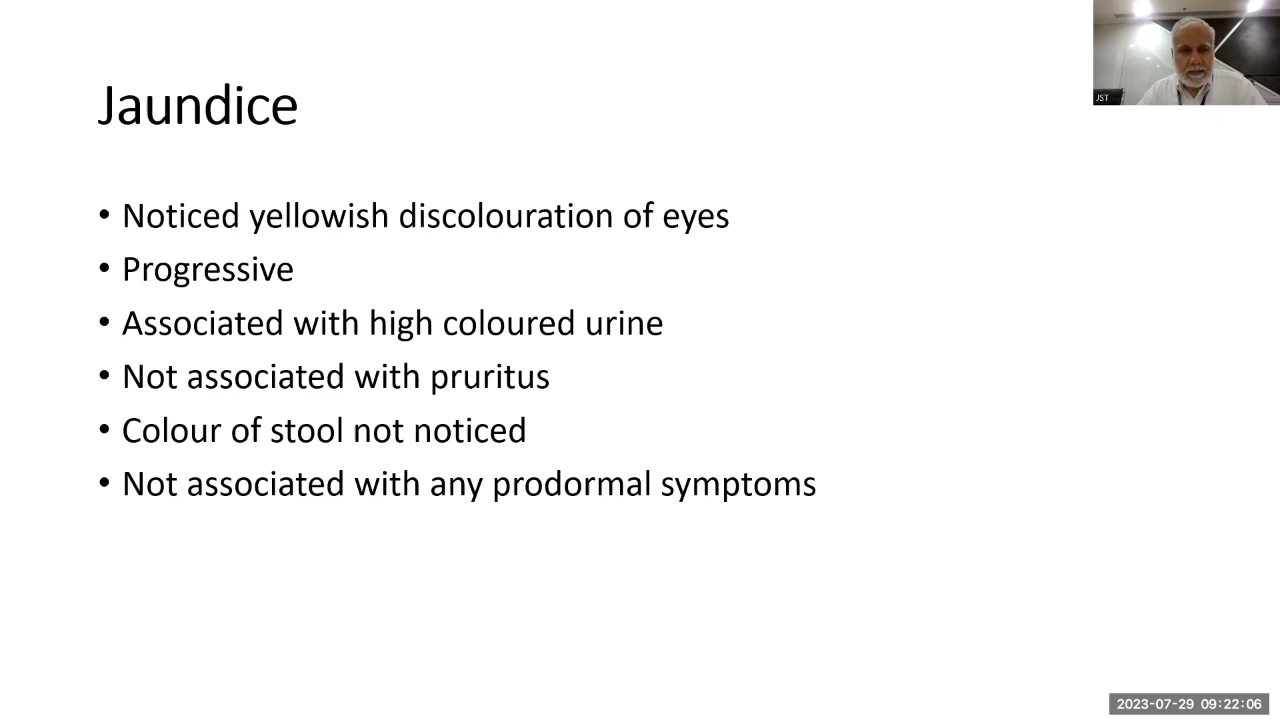 Jaundice
• Noticed yellowish discolouration of eyes
• Progressive
• Associated with high coloured urine
• Not associated with pruritus
• Colour of stool not noticed
• Not associated with any prodormal symptoms
JST
2023-07-29 09:22:06